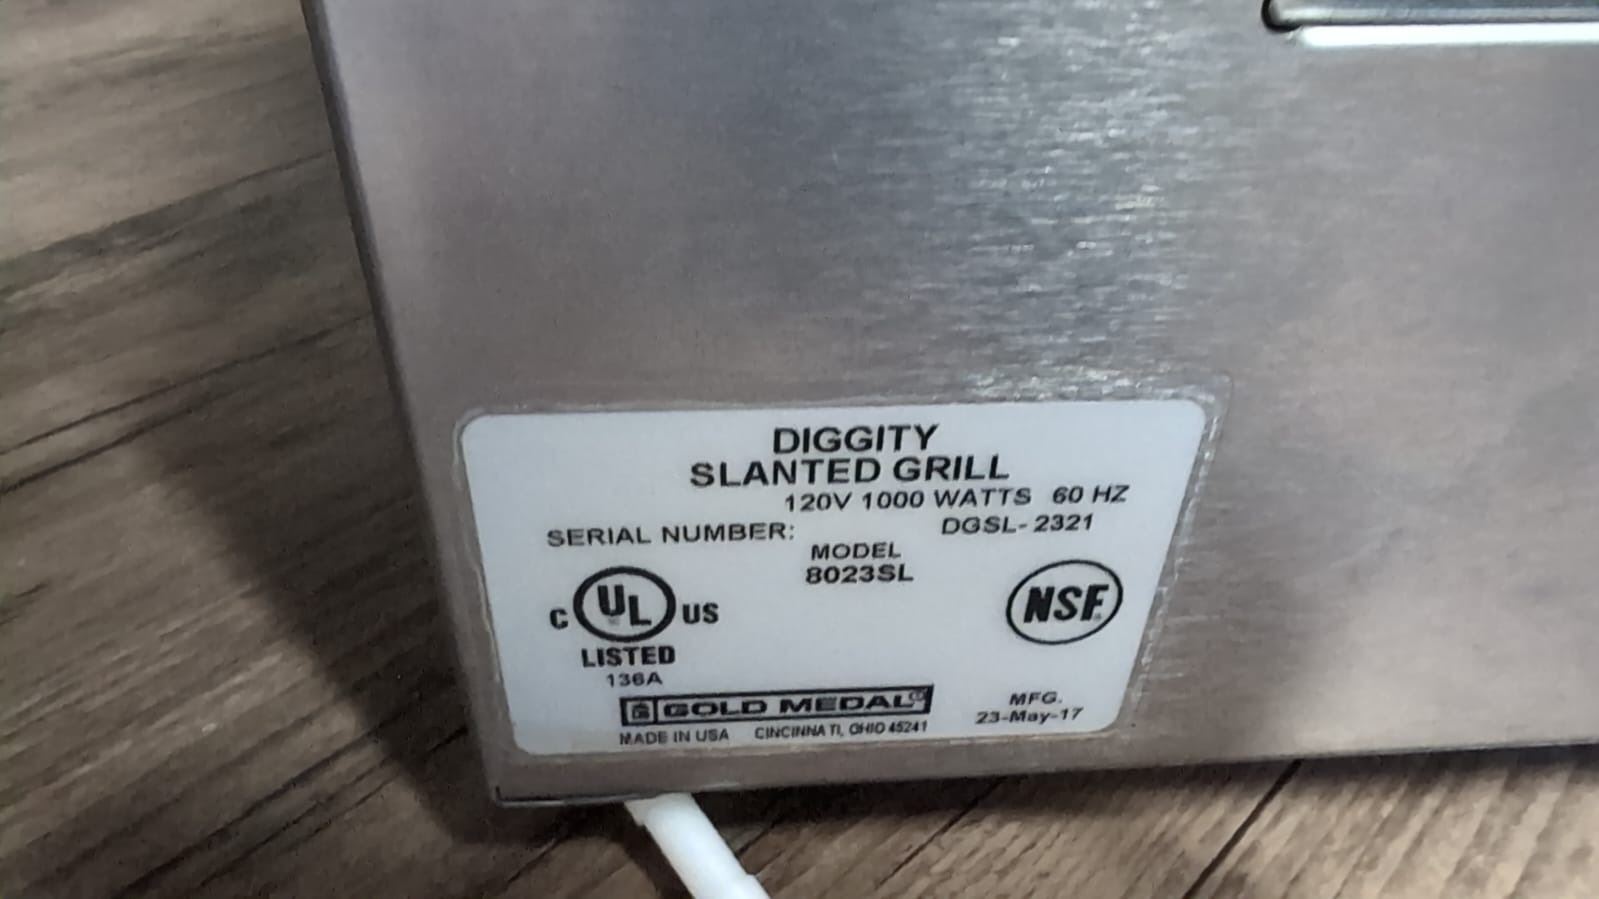 DIGGITY
SLANTED GRILL
120V 1000 WATTS 60 HZ
SERIAL NUMBER: DGSL-2321
MODEL
8023SL
C UL US
LISTED
136A
NSF®
G GOLD MEDAL®
MADE IN USA CINCINNATI, OHIO 45241
MFG.
23-May-17